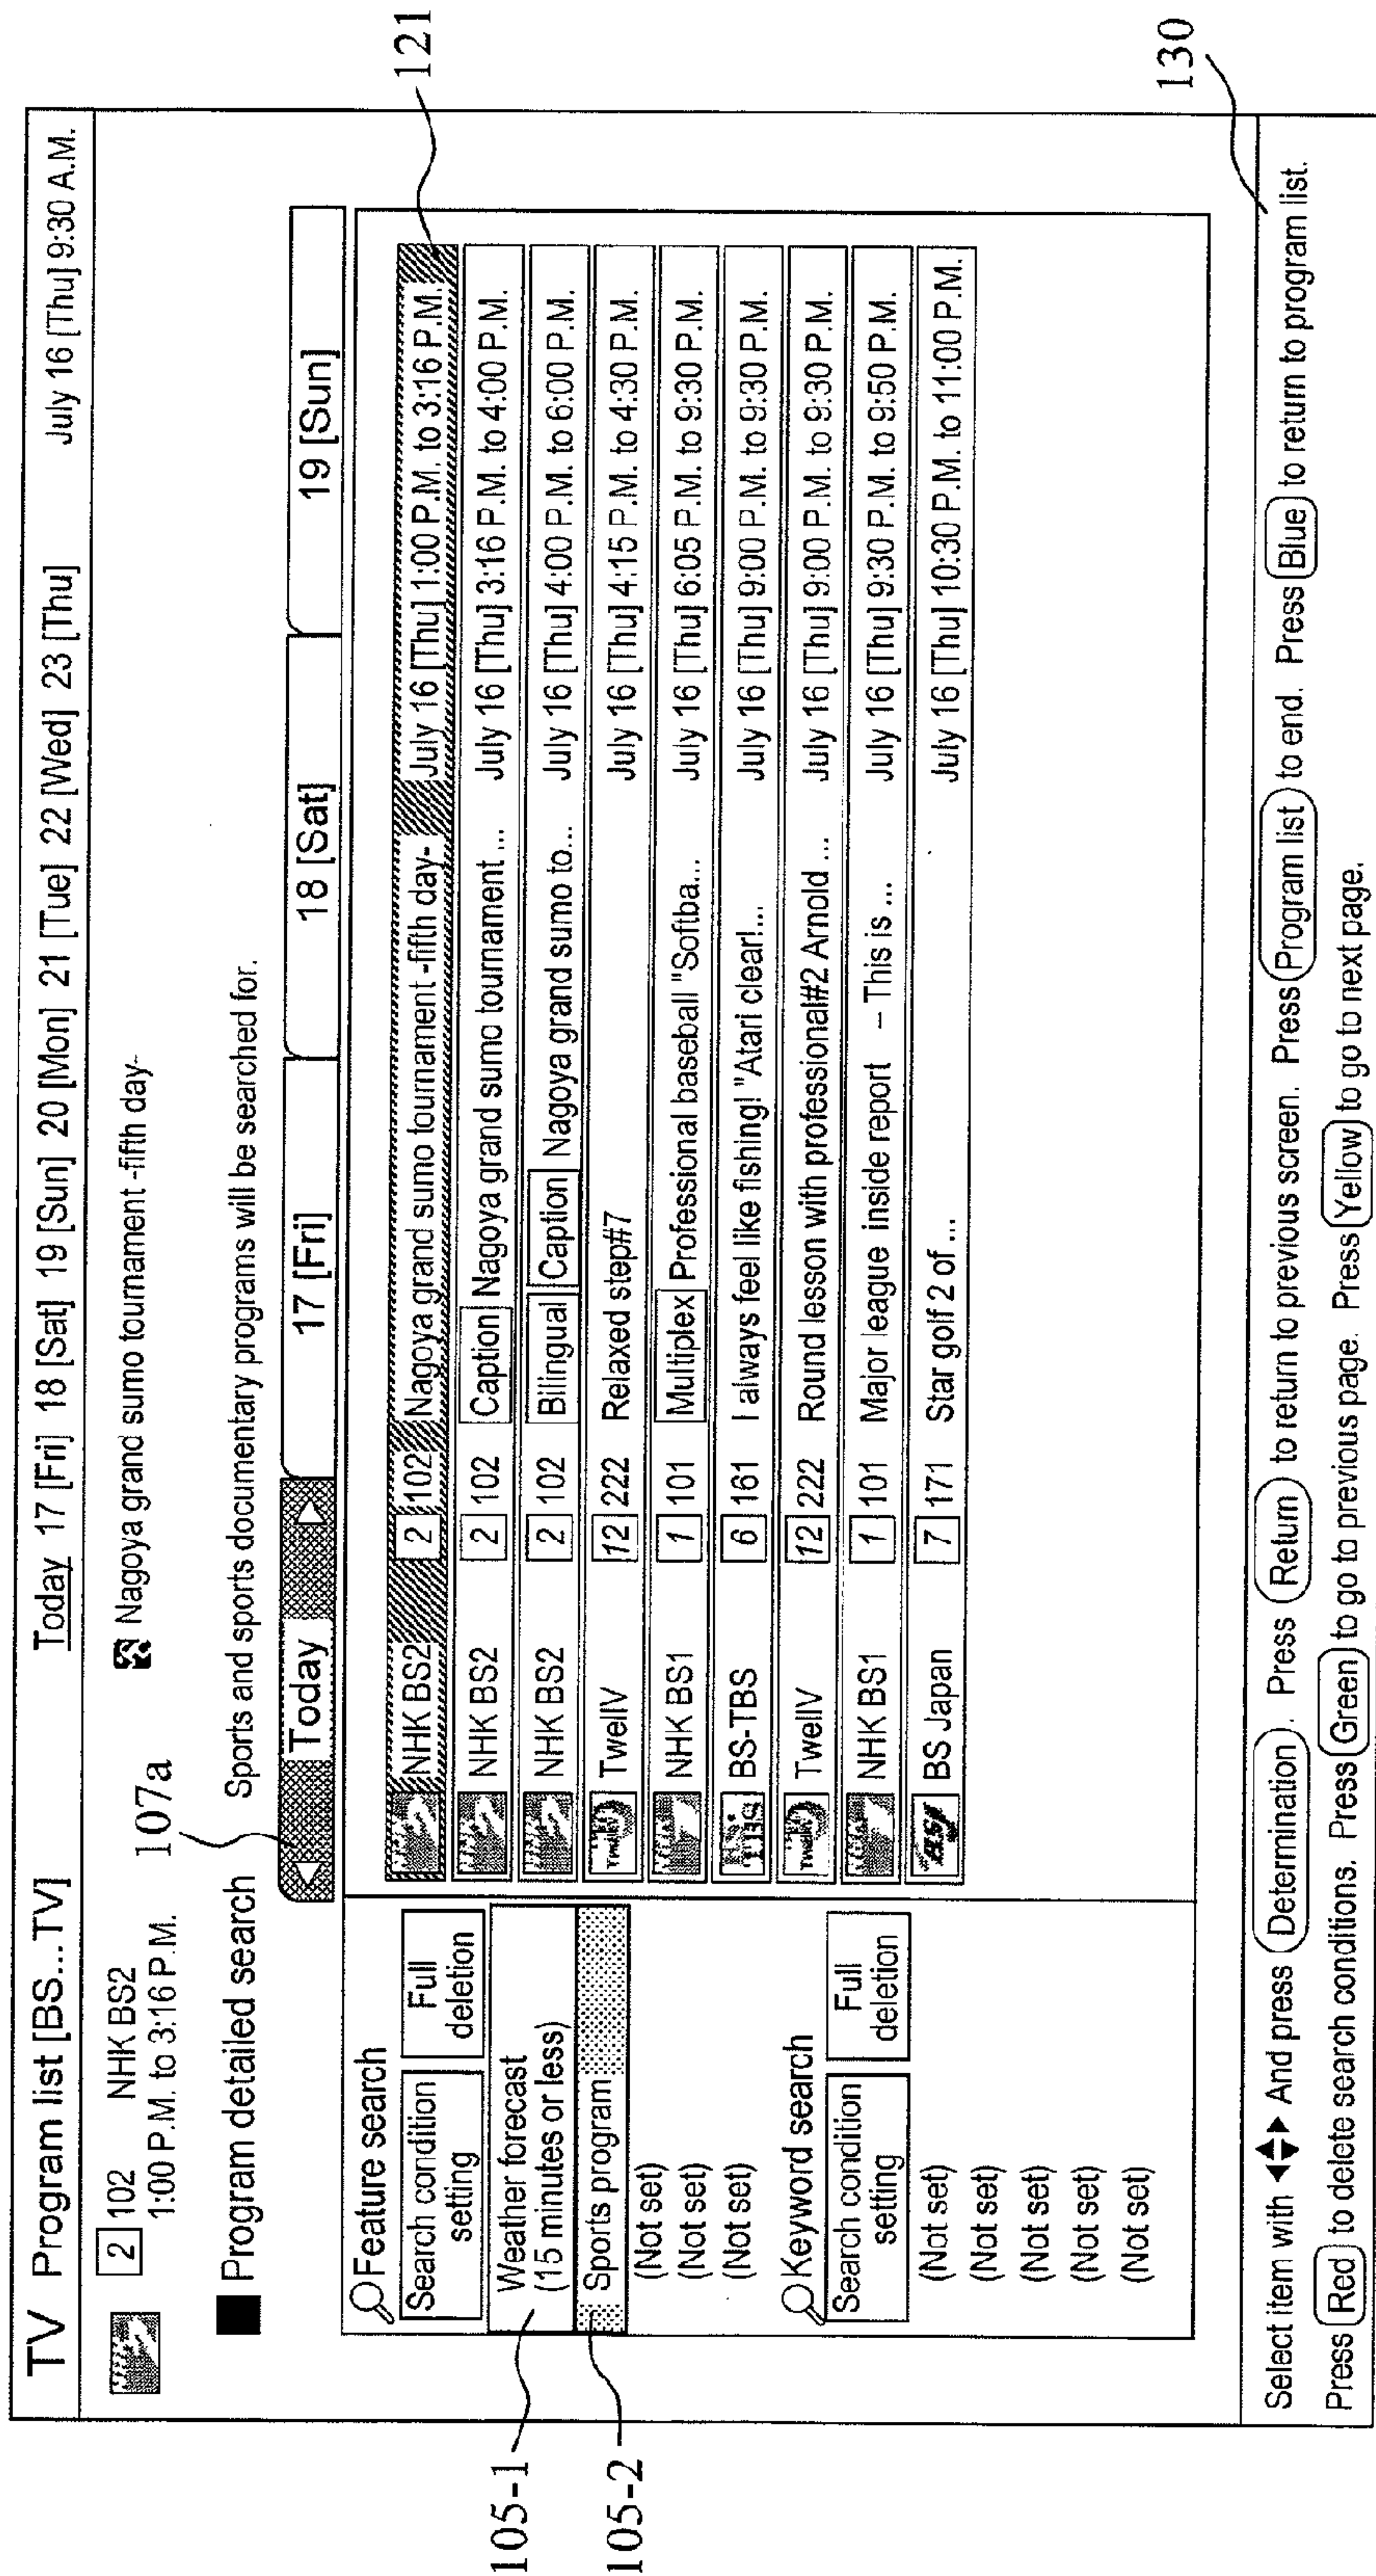 TV Program list [BS...TV] Today 17 [Fri] 18 [Sat] 19 [Sun] 20 [Mon] 21 [Tue] 22 [Wed] 23 [Thu] July 16 [Thu] 9:30 A.M.
2 102 NHK BS2 Nagoya grand sumo tournament -fifth day-
1:00 P.M. to 3:16 P.M.
107a
Program detailed search Sports and sports documentary programs will be searched for.
Today 17 [Fri] 18 [Sat] 19 [Sun]
Feature search
Search condition
setting
Full
deletion
105-1
Weather forecast
(15 minutes or less)
105-2
Sports program
(Not set)
(Not set)
(Not set)
Keyword search
Search condition
setting
Full
deletion
(Not set)
(Not set)
(Not set)
(Not set)
(Not set)
121
NHK BS2 2 102 Nagoya grand sumo tournament -fifth day- July 16 [Thu] 1:00 P.M. to 3:16 P.M.
NHK BS2 2 102 Caption Nagoya grand sumo tournament ... July 16 [Thu] 3:16 P.M. to 4:00 P.M.
NHK BS2 2 102 Bilingual Caption Nagoya grand sumo to... July 16 [Thu] 4:00 P.M. to 6:00 P.M.
TwellV TwellV 12 222 Relaxed step#7 July 16 [Thu] 4:15 P.M. to 4:30 P.M.
NHK BS1 1 101 Multiplex Professional baseball "Softba... July 16 [Thu] 6:05 P.M. to 9:30 P.M.
BS-TBS BS-TBS 6 161 I always feel like fishing! "Atari clear!... July 16 [Thu] 9:00 P.M. to 9:30 P.M.
TwellV TwellV 12 222 Round lesson with professional#2 Arnold ... July 16 [Thu] 9:00 P.M. to 9:30 P.M.
NHK BS1 1 101 Major league inside report -- This is ... July 16 [Thu] 9:30 P.M. to 9:50 P.M.
BS Japan 7 171 Star golf 2 of ... July 16 [Thu] 10:30 P.M. to 11:00 P.M.
130
Select item with And press Determination. Press Return to return to previous screen. Press Program list to end. Press Blue to return to program list.
Press Red to delete search conditions. Press Green to go to previous page. Press Yellow to go to next page.